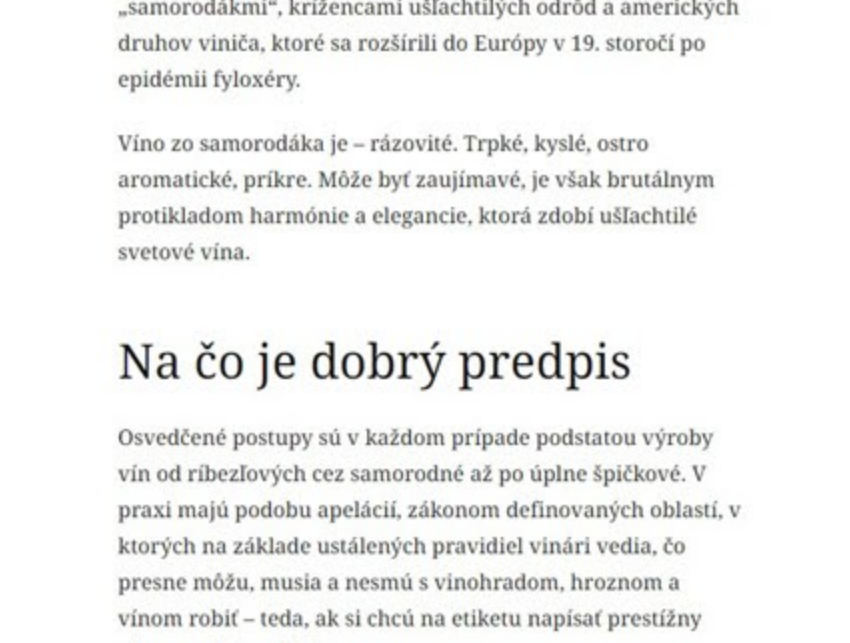 „samorodákmi“, krížencami ušľachtilých odrôd a amerických
druhov viniča, ktoré sa rozšírili do Európy v 19. storočí po
epidémii fyloxéry.
Víno zo samorodáka je – rázovité. Trpké, kyslé, ostro
aromatické, príkre. Môže byť zaujímavé, je však brutálnym
protikladom harmónie a elegancie, ktorá zdobí ušľachtilé
svetové vína.
Na čo je dobrý predpis
Osvedčené postupy sú v každom prípade podstatou výroby
vín od ríbezľových cez samorodné až po úplne špičkové. V
praxi majú podobu apelácií, zákonom definovaných oblastí, v
ktorých na základe ustálených pravidiel vinári vedia, čo
presne môžu, musia a nesmú s vinohradom, hroznom a
vínom robiť – teda, ak si chcú na etiketu napísať prestížny